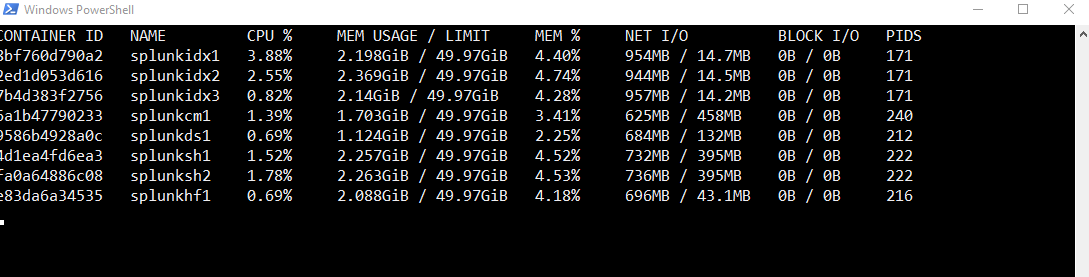 Windows PowerShell
CONTAINER ID NAME CPU % MEM USAGE / LIMIT MEM % NET I/O BLOCK I/O PIDS
8bf760d790a2 splunkidx1 3.88% 2.198GiB / 49.97GiB 4.40% 954MB / 14.7MB 0B / 0B 171
2ed1d053d616 splunkidx2 2.55% 2.369GiB / 49.97GiB 4.74% 944MB / 14.5MB 0B / 0B 171
7b4d383f2756 splunkidx3 0.82% 2.14GiB / 49.97GiB 4.28% 957MB / 14.2MB 0B / 0B 171
6a1b47790233 splunkcm1 1.39% 1.703GiB / 49.97GiB 3.41% 625MB / 458MB 0B / 0B 240
9586b4928a0c splunkds1 0.69% 1.124GiB / 49.97GiB 2.25% 684MB / 132MB 0B / 0B 212
4d1ea4fd6ea3 splunksh1 1.52% 2.257GiB / 49.97GiB 4.52% 732MB / 395MB 0B / 0B 222
fa0a64886c08 splunksh2 1.78% 2.263GiB / 49.97GiB 4.53% 736MB / 395MB 0B / 0B 222
e83da6a34535 splunkhf1 0.69% 2.088GiB / 49.97GiB 4.18% 696MB / 43.1MB 0B / 0B 216